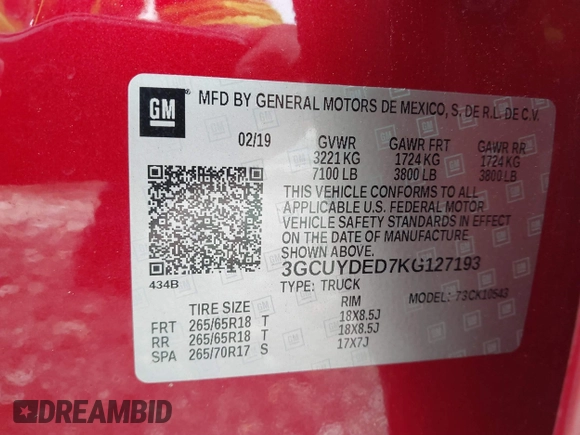 GM
MFD BY GENERAL MOTORS DE MEXICO, S. DE R.L. DE C.V.
02/19 GVWR GAWR FRT GAWR RR
3221 KG 1724 KG 1724 KG
7100 LB 3800 LB 3800 LB
THIS VEHICLE CONFORMS TO ALL
APPLICABLE U.S. FEDERAL MOTOR
VEHICLE SAFETY STANDARDS IN EFFECT
ON THE DATE OF MANUFACTURE
SHOWN ABOVE.
434B 3GCUYDED7KG127193
TYPE: TRUCK MODEL: 73CK10543
TIRE SIZE RIM
FRT 265/65R18 T 18X8.5J
RR 265/65R18 T 18X8.5J
SPA 265/70R17 S 17X7J
DREAMBID